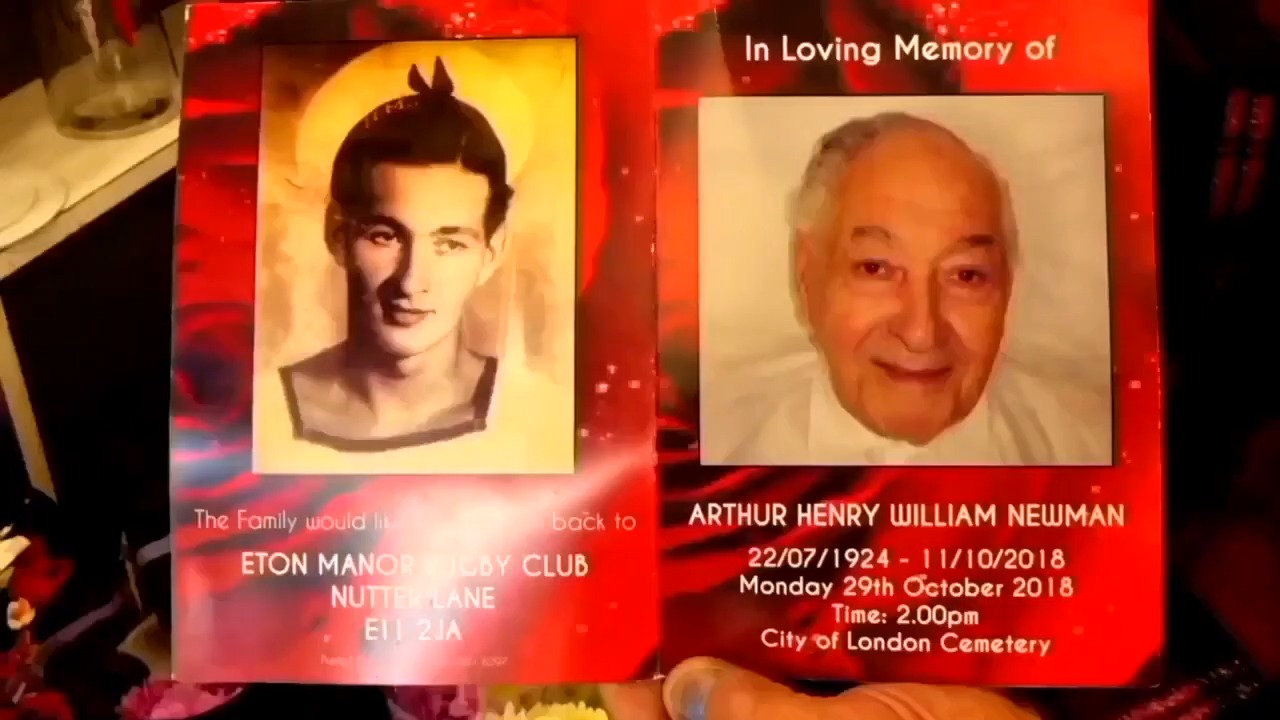 The Family would back to
ETON MANOR CLUB
NUTTER LANE
E11 2JA
In Loving Memory of
ARTHUR HENRY WILLIAM NEWMAN
22/07/1924 - 11/10/2018
Monday 29th October 2018
Time: 2.00pm
City of London Cemetery